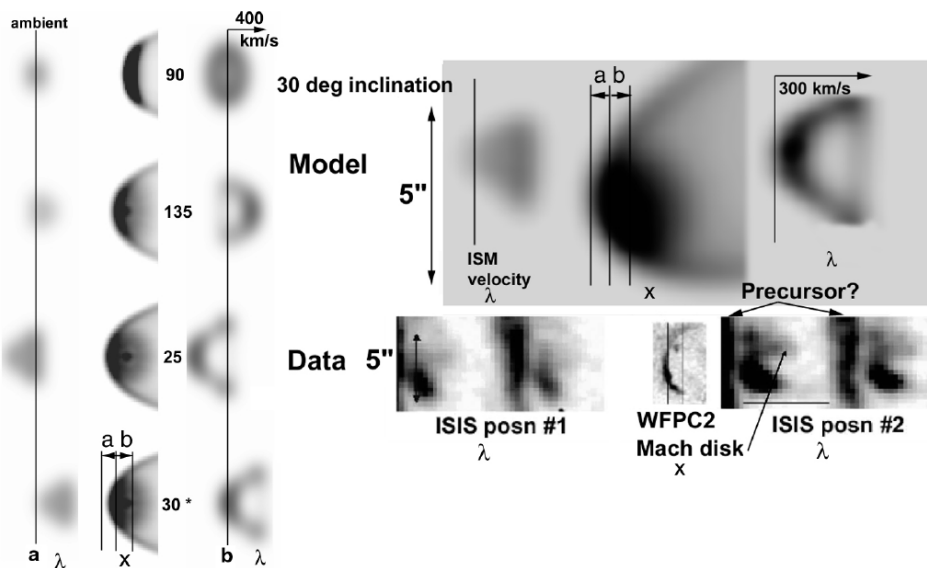 ambient
400
km/s
90
135
25
a b
30 *
a
λ
x
b
λ
30 deg inclination
Model
5"
a b
300 km/s
ISM
velocity
λ
x
λ
Precursor?
Data
5"
ISIS posn #1
λ
WFPC2
Mach disk
x
ISIS posn #2
λ